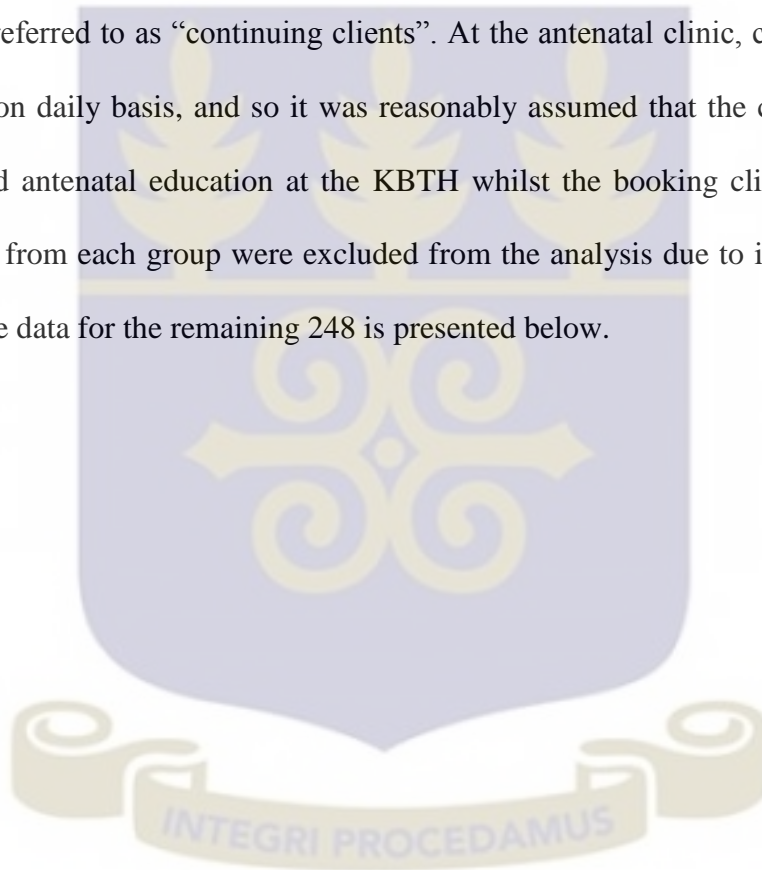 eferred to as “continuing clients”. At the antenatal clinic, c
on daily basis, and so it was reasonably assumed that the c
d antenatal education at the KBTH whilst the booking cli
from each group were excluded from the analysis due to i
e data for the remaining 248 is presented below.
INTEGRI PROCEDAMUS